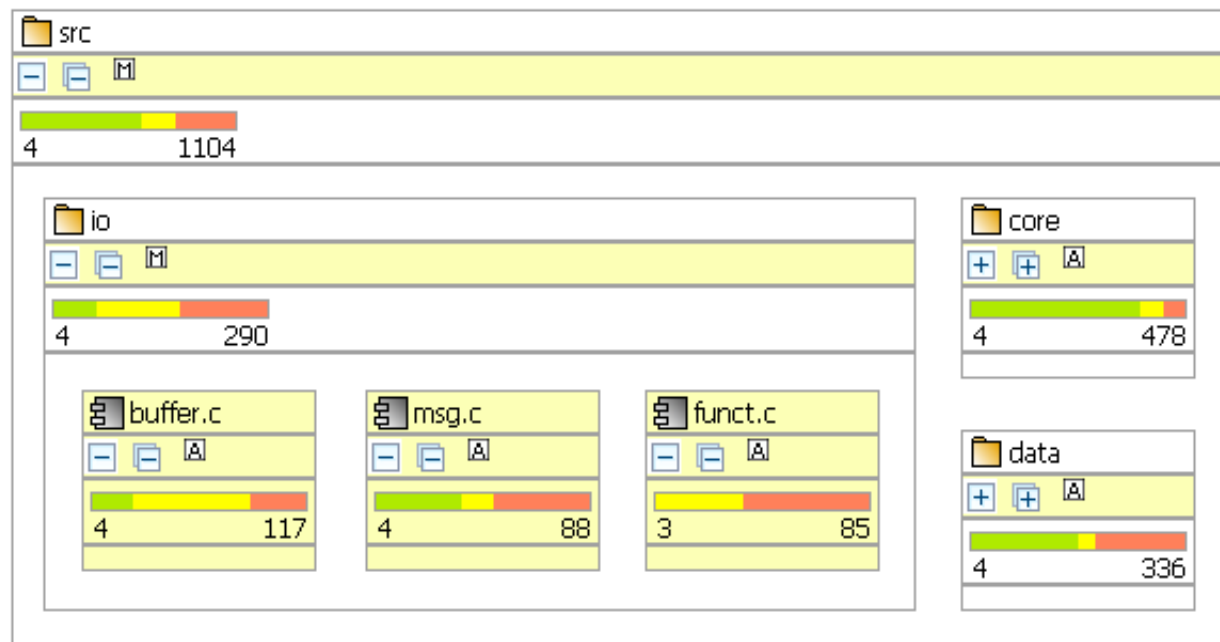 src
M
4 1104
io
M
4 290
buffer.c
A
4 117
msg.c
A
4 88
funct.c
A
3 85
core
A
4 478
data
A
4 336